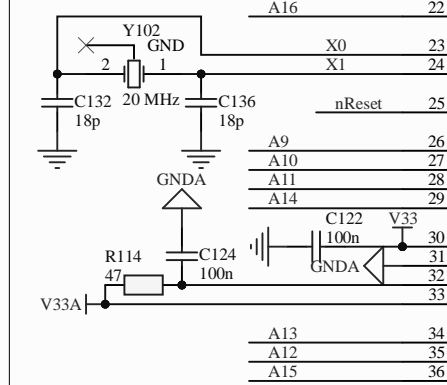 A16 22
Y102
GND
X0 23
2 1 X1 24
C132 20 MHz C136
18p 18p
nReset 25
A9 26
A10 27
A11 28
A14 29
GNDA
C122 V33
100n 30
R114 C124 GNDA 31
47 100n 32
V33A 33
A13 34
A12 35
A15 36